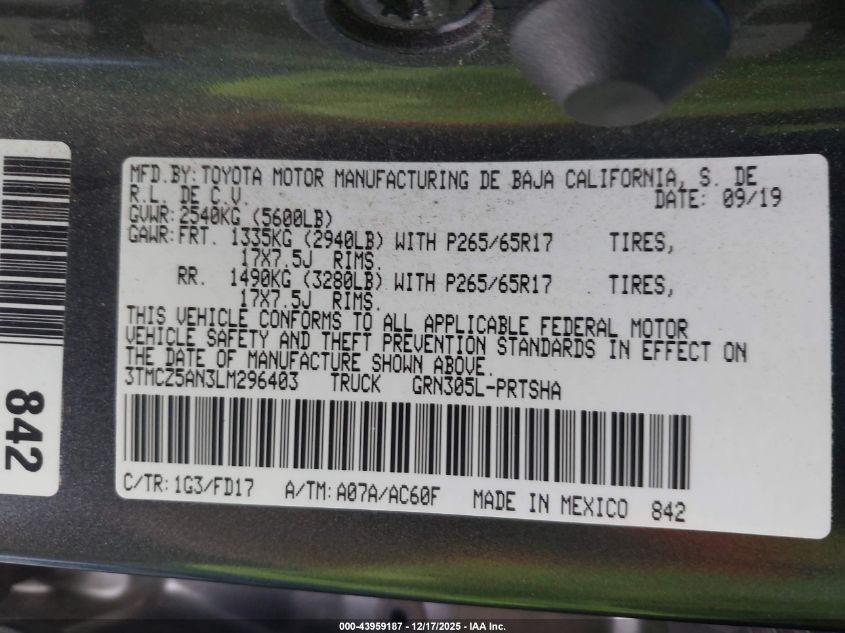 MFD.BY:TOYOTA MOTOR MANUFACTURING DE BAJA CALIFORNIA, S. DE
R.L. DE C.V. DATE: 09/19
GVWR:2540KG (5600LB)
GAWR:FRT. 1335KG (2940LB) WITH P265/65R17 TIRES,
17X7.5J RIMS.
RR. 1490KG (3280LB) WITH P265/65R17 TIRES,
17X7.5J RIMS.
THIS VEHICLE CONFORMS TO ALL APPLICABLE FEDERAL MOTOR
VEHICLE SAFETY AND THEFT PREVENTION STANDARDS IN EFFECT ON
THE DATE OF MANUFACTURE SHOWN ABOVE.
3TMCZ5AN3LM296403 TRUCK GRN305L-PRTSHA
C/TR:1G3/FD17 A/TM:A07A/AC60F MADE IN MEXICO 842
842
000-43959187 - 12/17/2025 - IAA Inc.